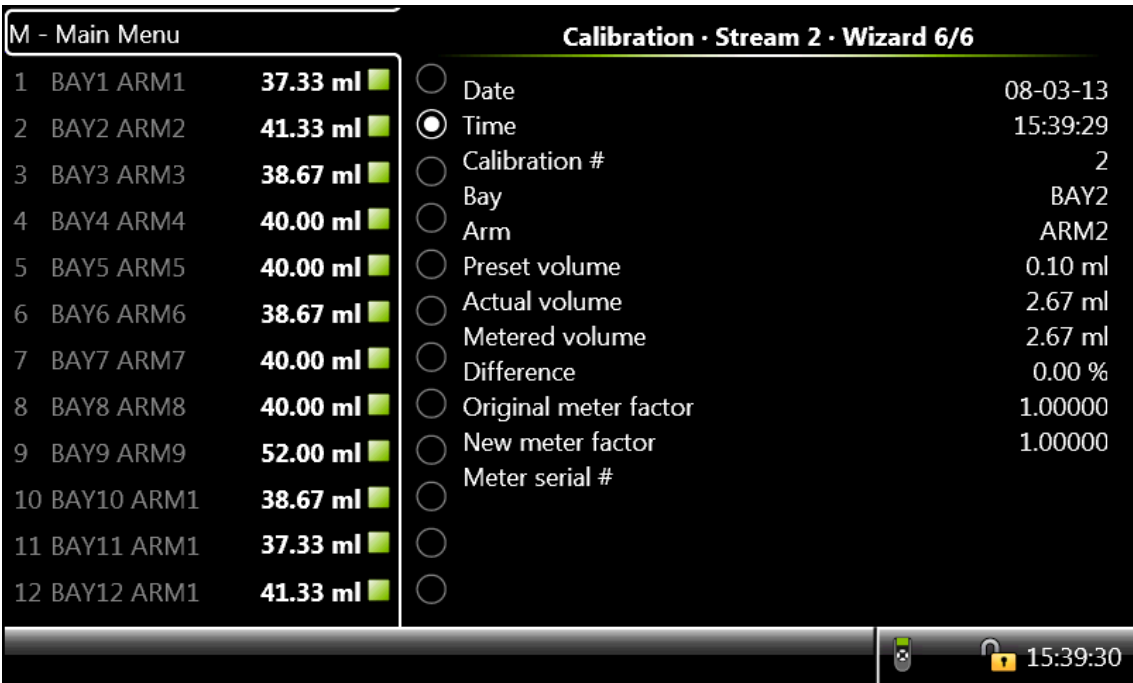 M - Main Menu
1 BAY1 ARM1 37.33 ml
2 BAY2 ARM2 41.33 ml
3 BAY3 ARM3 38.67 ml
4 BAY4 ARM4 40.00 ml
5 BAY5 ARM5 40.00 ml
6 BAY6 ARM6 38.67 ml
7 BAY7 ARM7 40.00 ml
8 BAY8 ARM8 40.00 ml
9 BAY9 ARM9 52.00 ml
10 BAY10 ARM1 38.67 ml
11 BAY11 ARM1 37.33 ml
12 BAY12 ARM1 41.33 ml
Calibration · Stream 2 · Wizard 6/6
Date 08-03-13
Time 15:39:29
Calibration # 2
Bay BAY2
Arm ARM2
Preset volume 0.10 ml
Actual volume 2.67 ml
Metered volume 2.67 ml
Difference 0.00 %
Original meter factor 1.00000
New meter factor 1.00000
Meter serial #
15:39:30